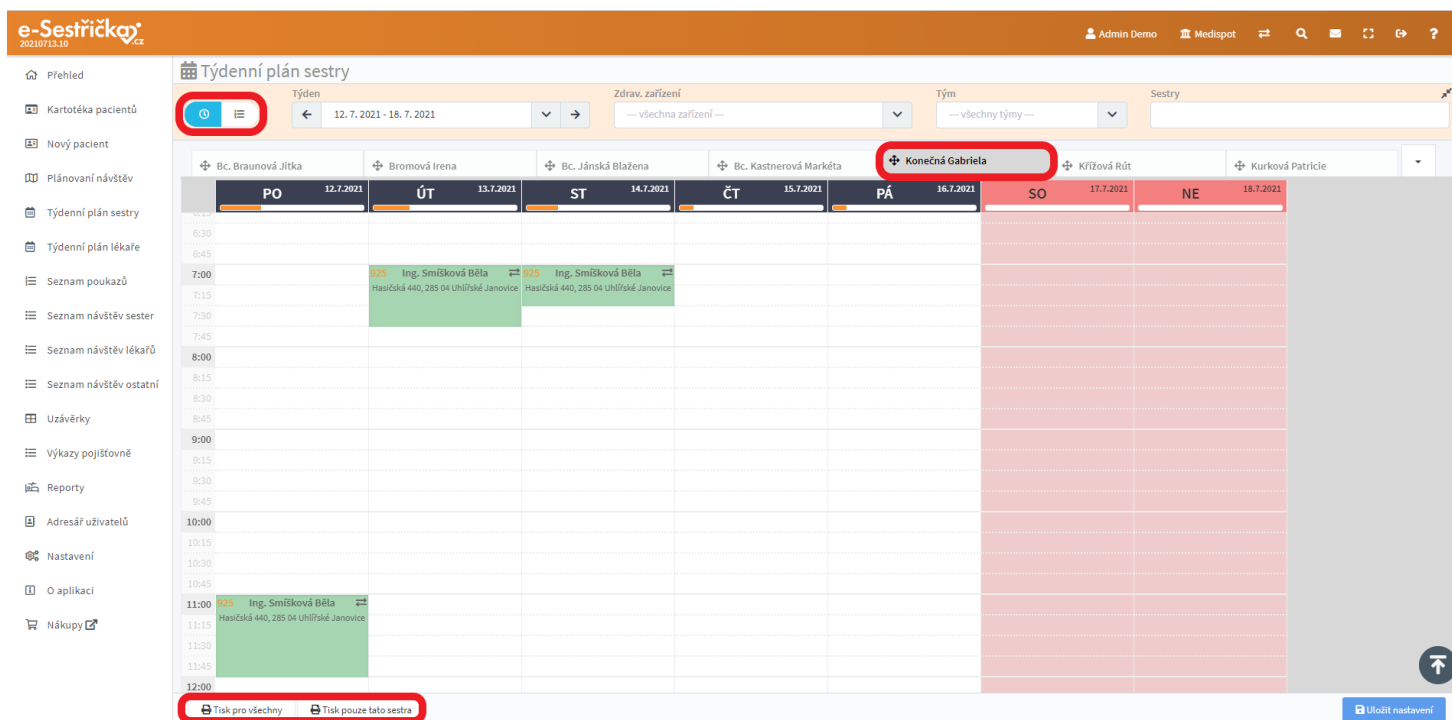 e-Sestřička.cz
20210713.10
Admin Demo Medispot ?
Přehled
Kartotéka pacientů
Nový pacient
Plánovaní návštěv
Týdenní plán sestry
Týdenní plán lékaře
Seznam poukazů
Seznam návštěv sester
Seznam návštěv lékařů
Seznam návštěv ostatní
Uzávěrky
Výkazy pojišťovně
Reporty
Adresář uživatelů
Nastavení
O aplikaci
Nákupy
Týdenní plán sestry
Týden Zdrav. zařízení Tým Sestry
12. 7. 2021 - 18. 7. 2021 --- všechna zařízení --- --- všechny týmy ---
Bc. Braunová Jitka Bromová Irena Bc. Jánská Blažena Bc. Kastnerová Markéta Konečná Gabriela Křížová Rút Kurková Patricie
PO 12.7.2021 ÚT 13.7.2021 ST 14.7.2021 ČT 15.7.2021 PÁ 16.7.2021 SO 17.7.2021 NE 18.7.2021
6:15
6:30
6:45
7:00 925 Ing. Smíšková Běla 925 Ing. Smíšková Běla
7:15 Hasičská 440, 285 04 Uhlířské Janovice Hasičská 440, 285 04 Uhlířské Janovice
7:30
7:45
8:00
8:15
8:30
8:45
9:00
9:15
9:30
9:45
10:00
10:15
10:30
10:45
11:00 925 Ing. Smíšková Běla
11:15 Hasičská 440, 285 04 Uhlířské Janovice
11:30
11:45
12:00
Tisk pro všechny Tisk pouze tato sestra Uložit nastavení